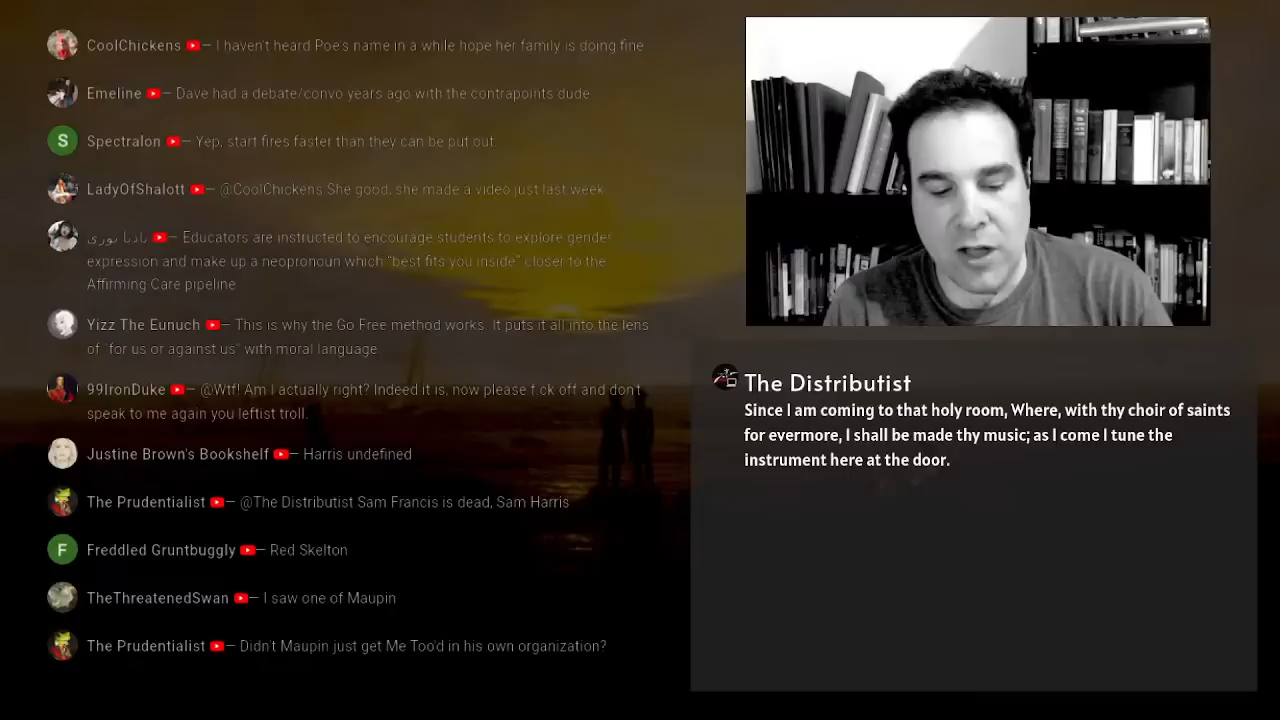 CoolChickens — I haven't heard Poe's name in a while hope her family is doing fine
Emeline — Dave had a debate/convo years ago with the contrapoints dude
S
Spectralon — Yep, start fires faster than they can be put out.
LadyOfShalott — @CoolChickens She good, she made a video just last week
نادیا نوری — Educators are instructed to encourage students to explore gender
expression and make up a neopronoun which “best fits you inside” closer to the
Affirming Care pipeline
Yizz The Eunuch — This is why the Go Free method works. It puts it all into the lens
of "for us or against us" with moral language
99IronDuke — @Wtf! Am I actually right? Indeed it is, now please f.ck off and don't
speak to me again you leftist troll.
Justine Brown's Bookshelf — Harris undefined
The Prudentialist — @The Distributist Sam Francis is dead, Sam Harris
F
Freddled Gruntbuggly — Red Skelton
TheThreatenedSwan — I saw one of Maupin
The Prudentialist — Didn't Maupin just get Me Too'd in his own organization?
The Distributist
Since I am coming to that holy room, Where, with thy choir of saints
for evermore, I shall be made thy music; as I come I tune the
instrument here at the door.